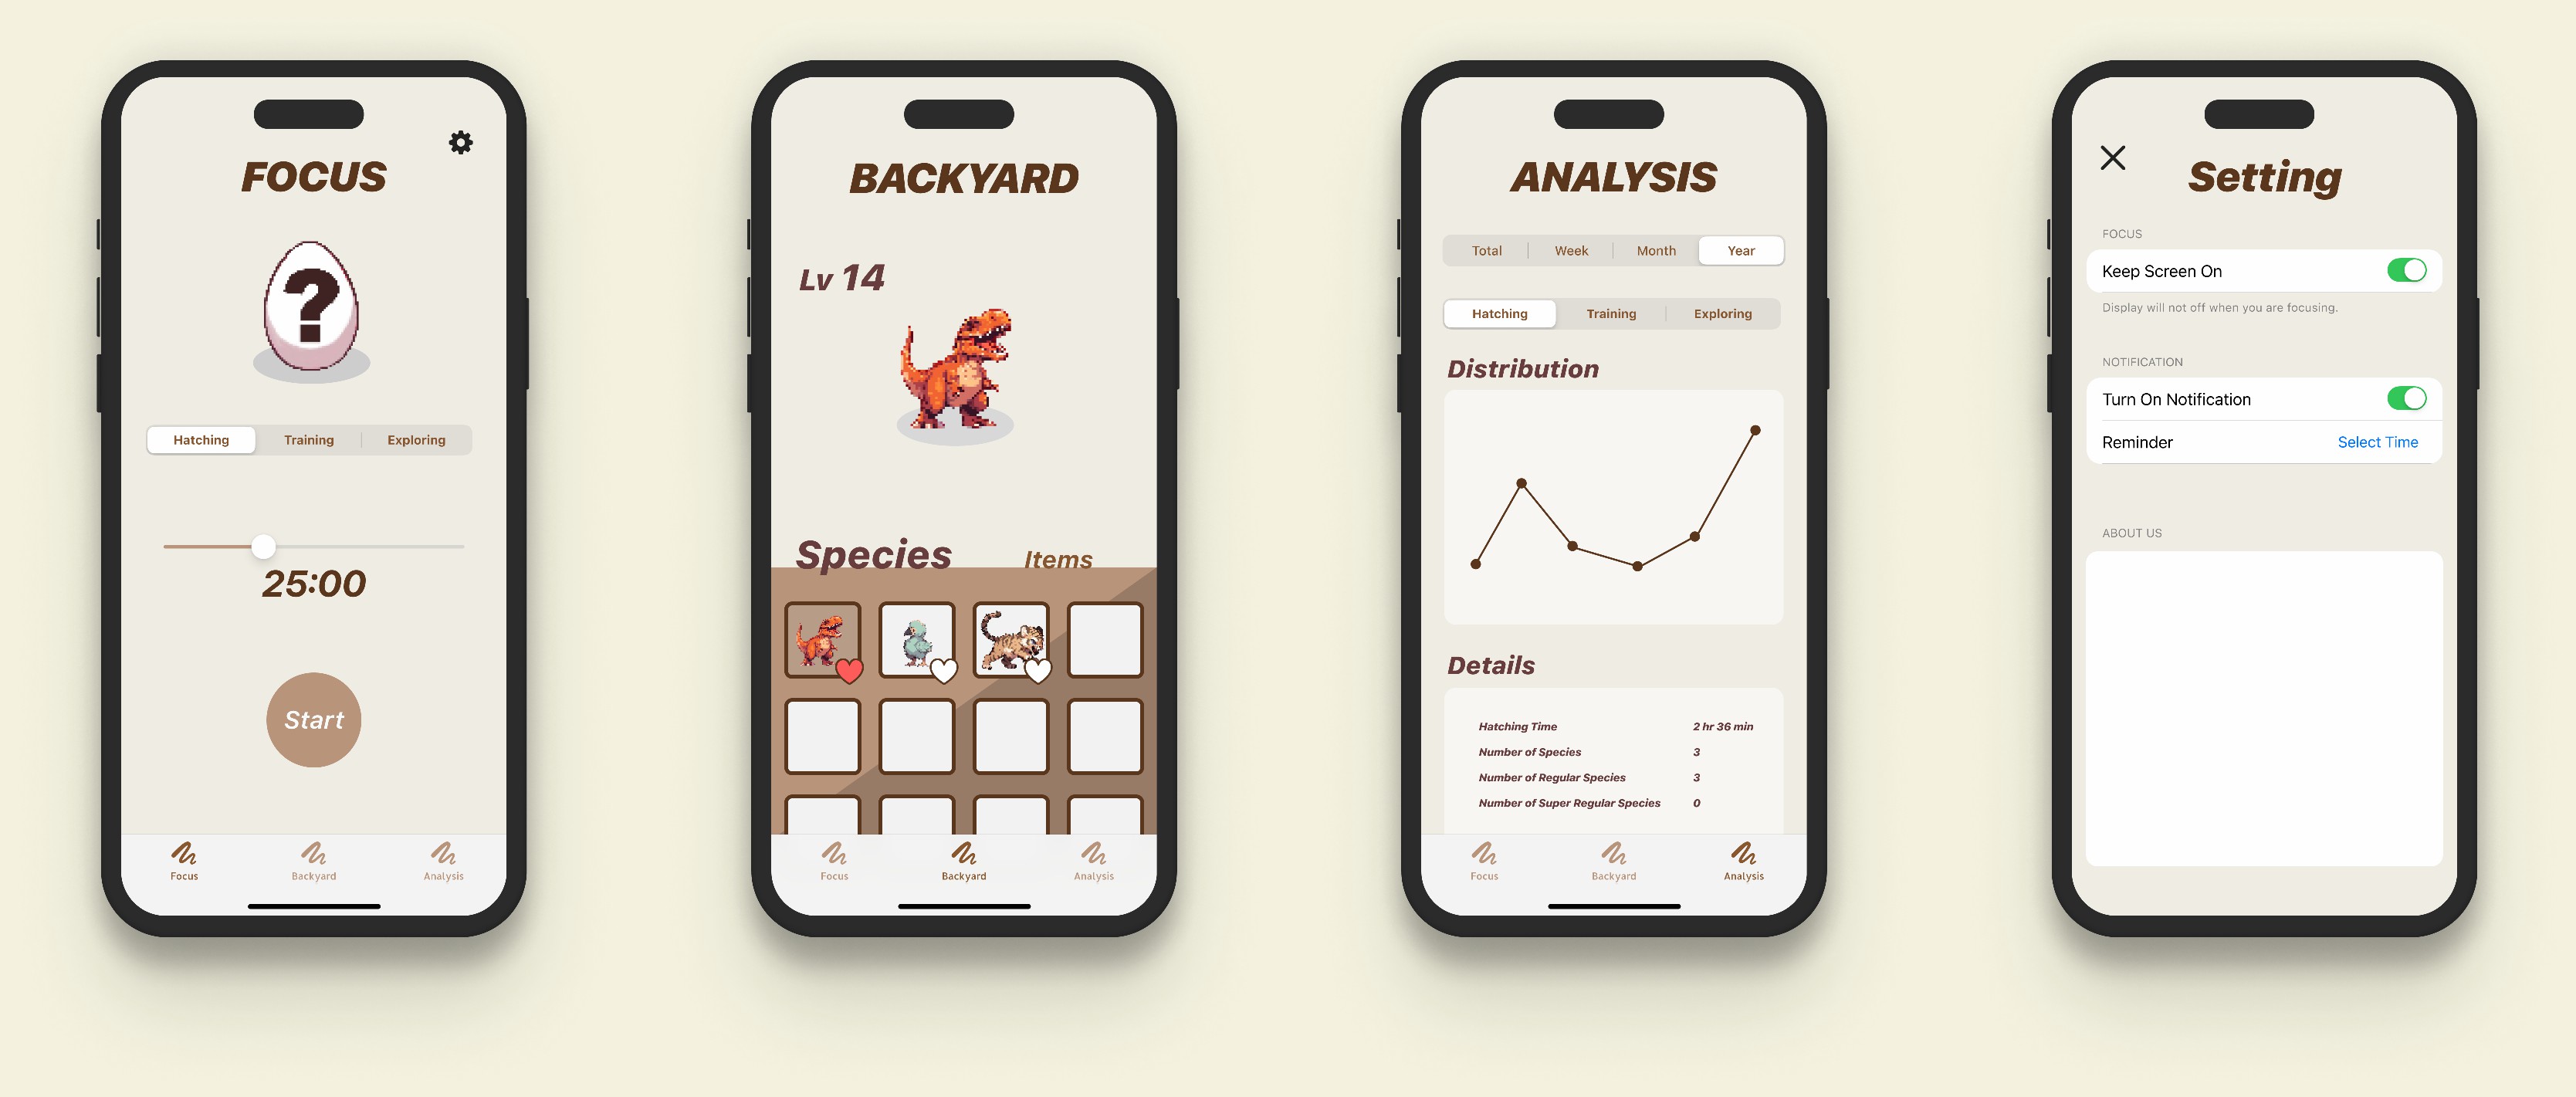 FOCUS
?
Hatching Training Exploring
25:00
Start
Focus Backyard Analysis
BACKYARD
Lv 14
Species Items
Focus Backyard Analysis
ANALYSIS
Total Week Month Year
Hatching Training Exploring
Distribution
Details
Hatching Time 2 hr 36 min
Number of Species 3
Number of Regular Species 3
Number of Super Regular Species 0
Focus Backyard Analysis
Setting
FOCUS
Keep Screen On
Display will not off when you are focusing.
NOTIFICATION
Turn On Notification
Reminder Select Time
ABOUT US